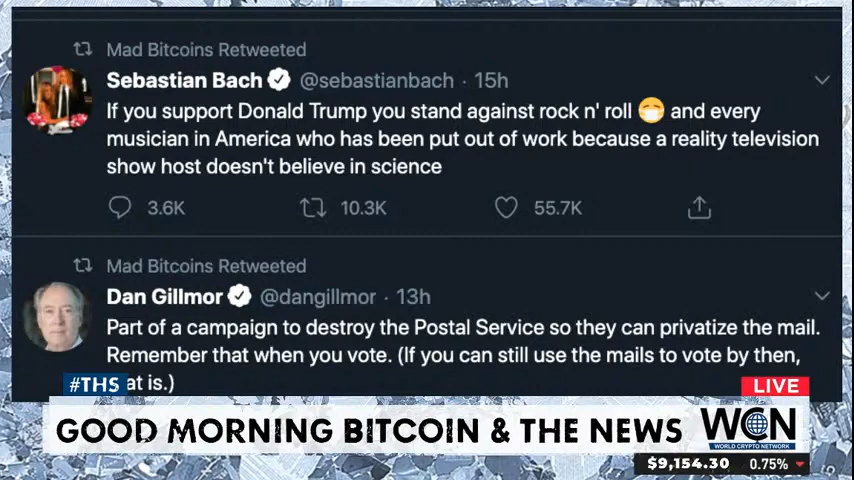 Mad Bitcoins Retweeted
Sebastian Bach @sebastianbach · 15h
If you support Donald Trump you stand against rock n' roll 😷 and every
musician in America who has been put out of work because a reality television
show host doesn't believe in science
3.6K 10.3K 55.7K
Mad Bitcoins Retweeted
Dan Gillmor @dangillmor · 13h
Part of a campaign to destroy the Postal Service so they can privatize the mail.
Remember that when you vote. (If you can still use the mails to vote by then,
at is.)
#THS
LIVE
GOOD MORNING BITCOIN & THE NEWS
WCN
WORLD CRYPTO NETWORK
$9,154.30 0.75%